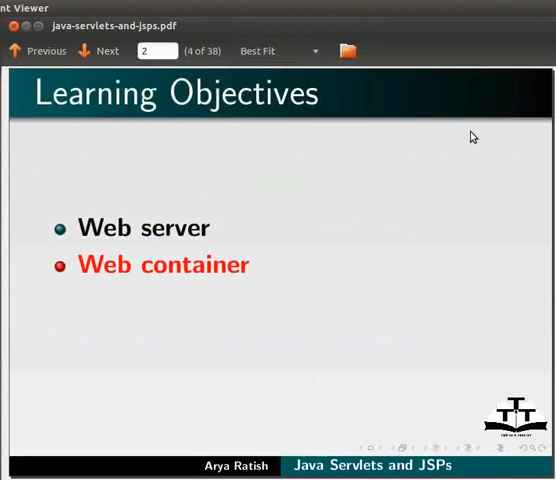 nt Viewer
java-servlets-and-jsps.pdf
Previous Next 2 (4 of 38) Best Fit
Learning Objectives
Web server
Web container
Arya Ratish Java Servlets and JSPs